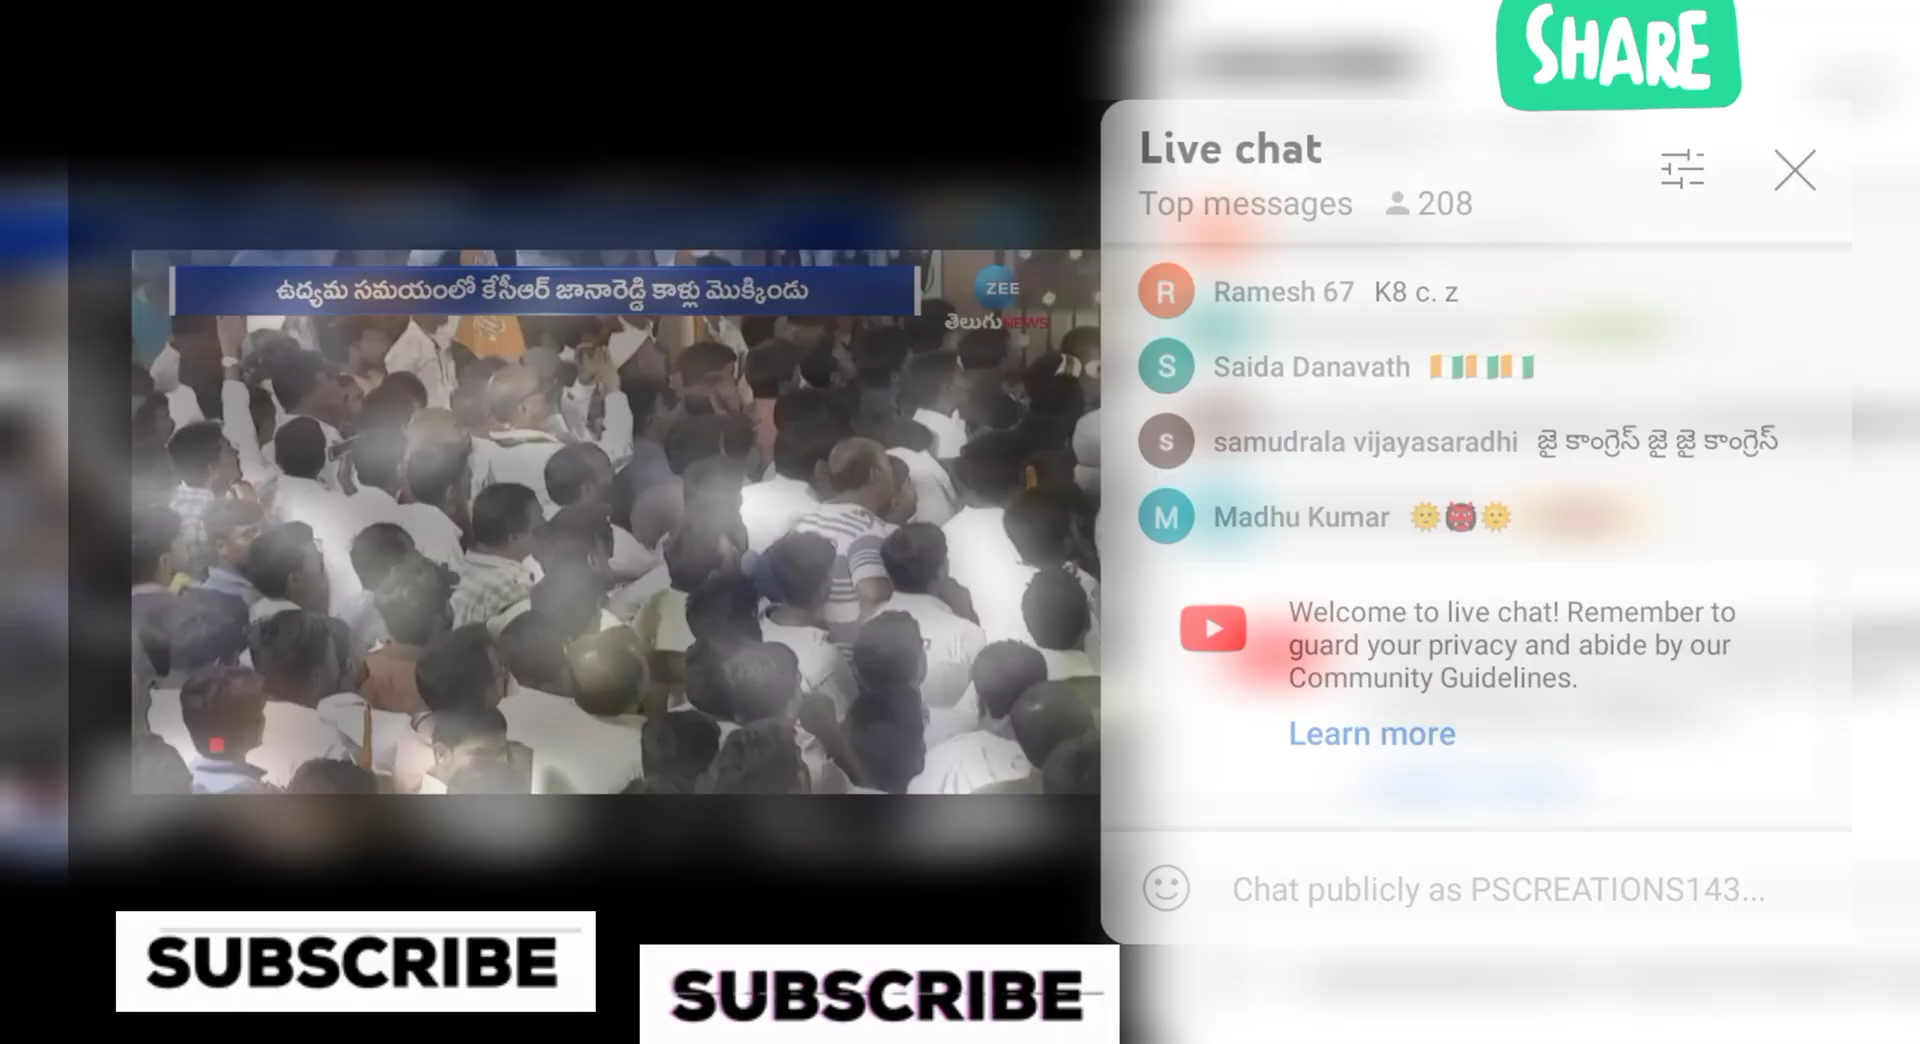 SHARE
Live chat
Top messages 208
ఉద్యమ సమయంలో కేసీఆర్ జానారెడ్డి కాళ్లు మొక్కిండు
ZEE
తెలుగు NEWS
R Ramesh 67 K8 c. z
S Saida Danavath 🇨🇮🇨🇮🇨🇮
s samudrala vijayasaradhi జై కాంగ్రెస్ జై జై కాంగ్రెస్
M Madhu Kumar 🌞👹🌞
Welcome to live chat! Remember to
guard your privacy and abide by our
Community Guidelines.
Learn more
Chat publicly as PSCREATIONS143...
SUBSCRIBE
SUBSCRIBE